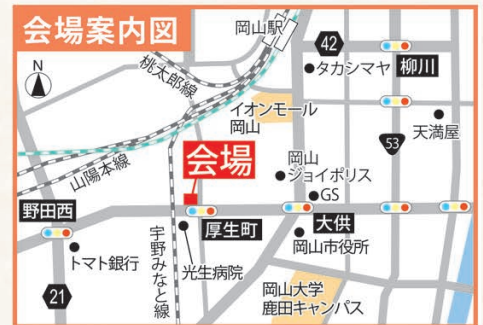 会場案内図
岡山駅
42
N
桃太郎線
タカシマヤ
柳川
イオンモール
岡山
天満屋
山陽本線
53
会場
岡山
ジョイポリス
GS
野田西
厚生町
大供
宇野みなと線
トマト銀行
光生病院
岡山市役所
21
岡山大学
鹿田キャンパス